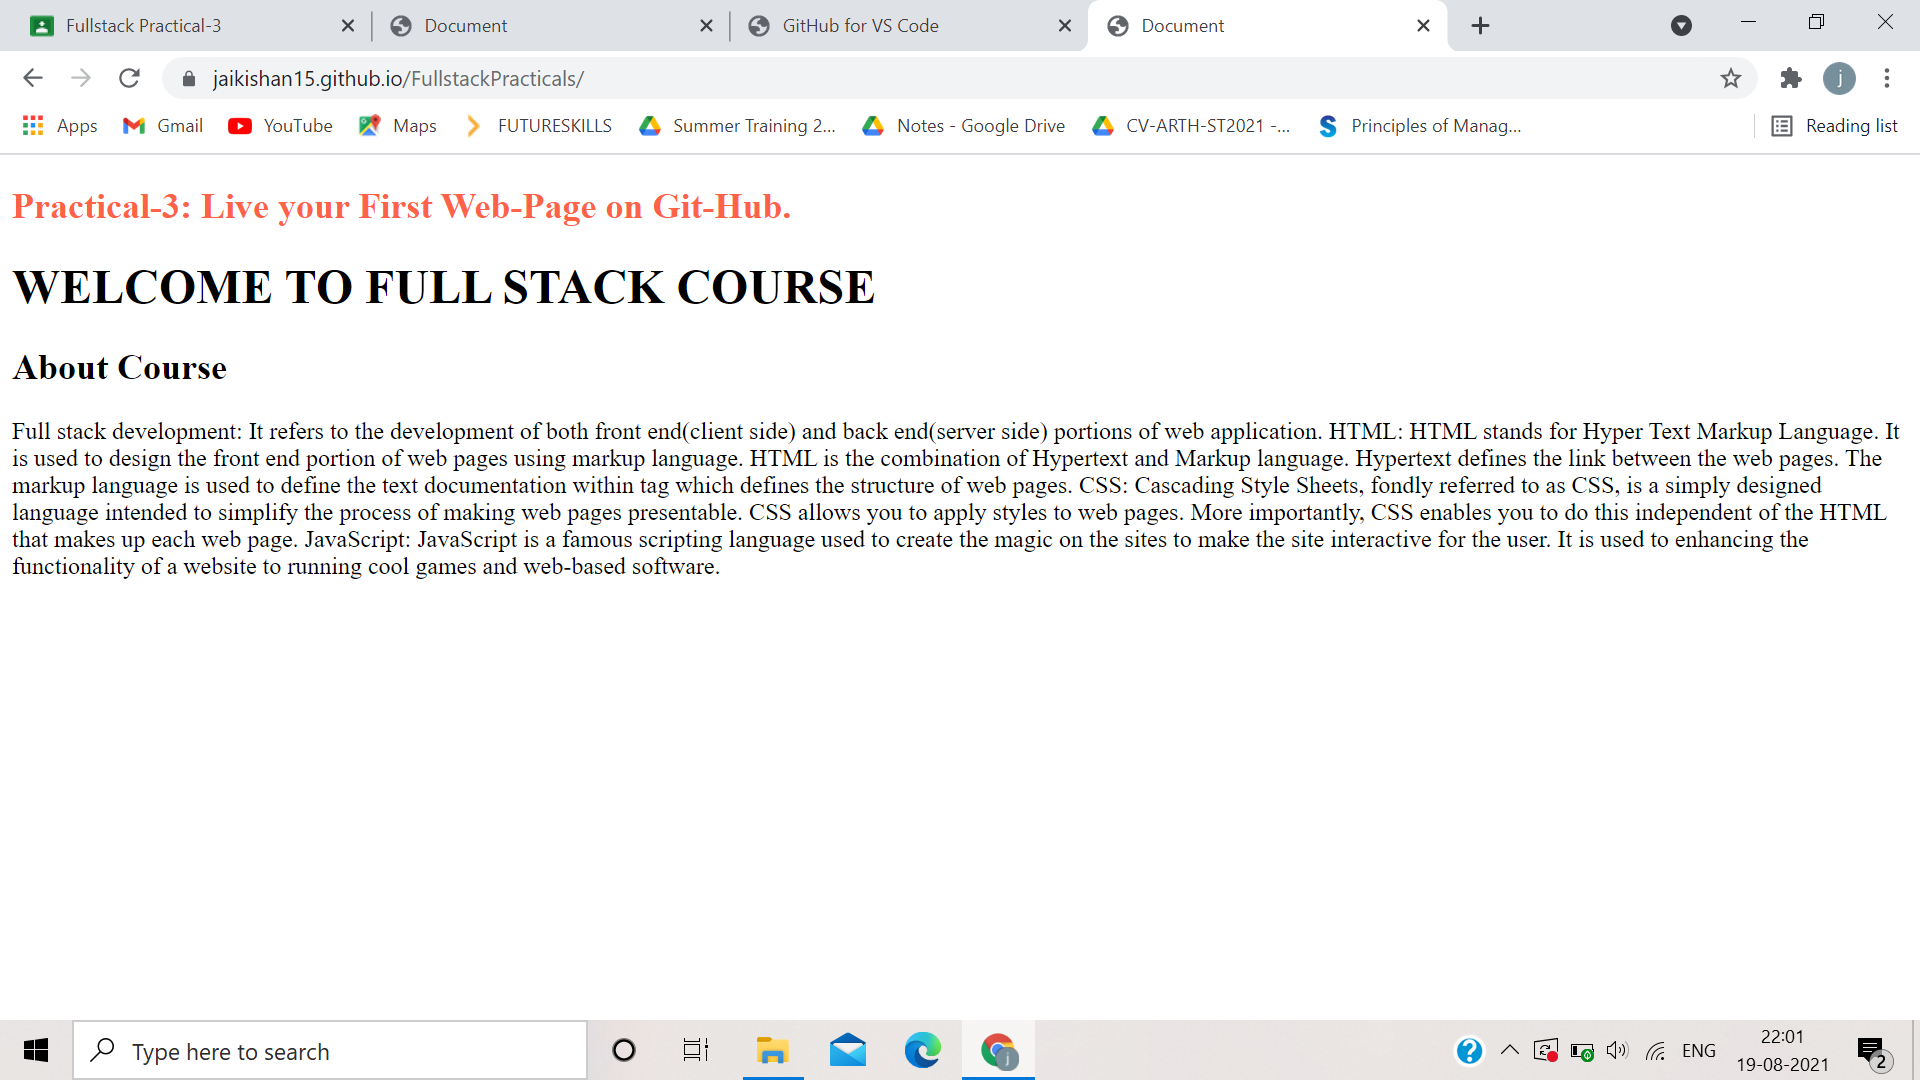 Fullstack Practical-3
Document
GitHub for VS Code
Document
jaikishan15.github.io/FullstackPracticals/
j
Apps
Gmail
YouTube
Maps
FUTURESKILLS
Summer Training 2...
Notes - Google Drive
CV-ARTH-ST2021 -...
S
Principles of Manag...
Reading list
Practical-3: Live your First Web-Page on Git-Hub.
WELCOME TO FULL STACK COURSE
About Course
Full stack development: It refers to the development of both front end(client side) and back end(server side) portions of web application. HTML: HTML stands for Hyper Text Markup Language. It
is used to design the front end portion of web pages using markup language. HTML is the combination of Hypertext and Markup language. Hypertext defines the link between the web pages. The
markup language is used to define the text documentation within tag which defines the structure of web pages. CSS: Cascading Style Sheets, fondly referred to as CSS, is a simply designed
language intended to simplify the process of making web pages presentable. CSS allows you to apply styles to web pages. More importantly, CSS enables you to do this independent of the HTML
that makes up each web page. JavaScript: JavaScript is a famous scripting language used to create the magic on the sites to make the site interactive for the user. It is used to enhancing the
functionality of a website to running cool games and web-based software.
Type here to search
j
?
ENG
22:01
19-08-2021
2